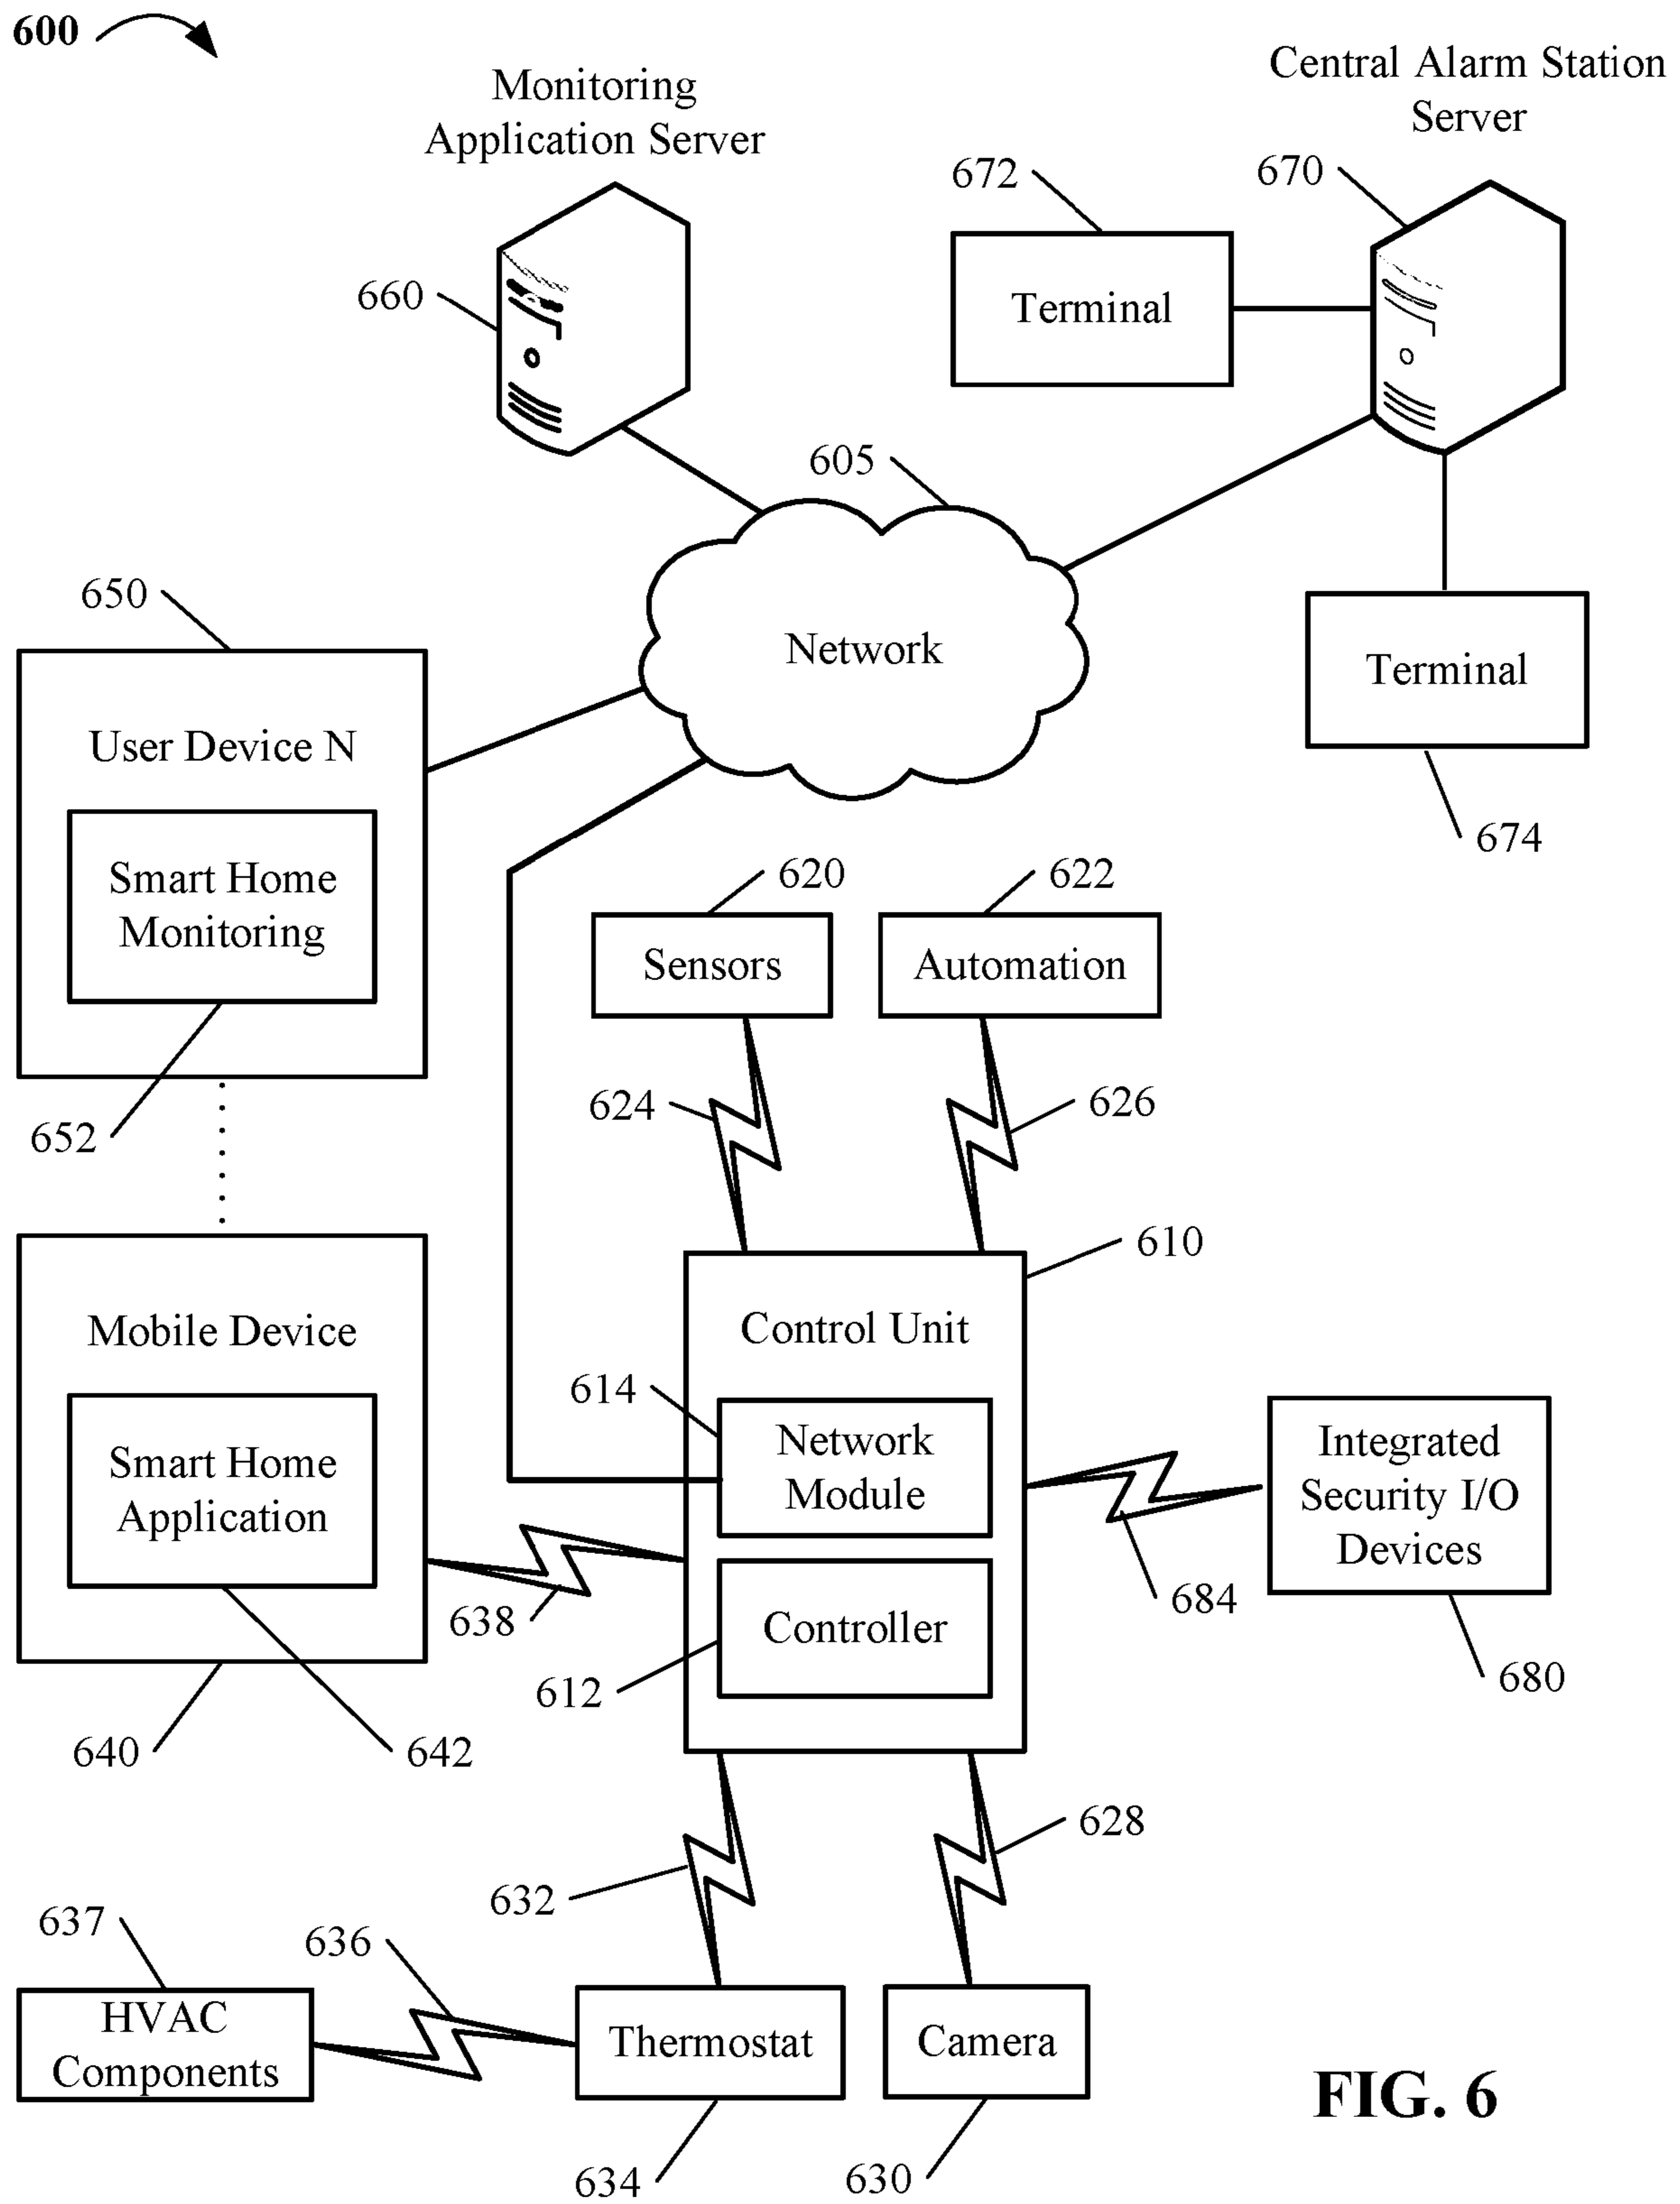 600
Monitoring
Application Server
Central Alarm Station
Server
672
670
Terminal
660
605
Network
650
User Device N
Smart Home
Monitoring
652
Terminal
674
620
622
Sensors
Automation
624
626
610
Mobile Device
Smart Home
Application
Control Unit
614
Network
Module
Integrated
Security I/O
Devices
684
638
Controller
612
680
640
642
628
632
637
636
HVAC
Components
Thermostat
Camera
634
630
FIG. 6